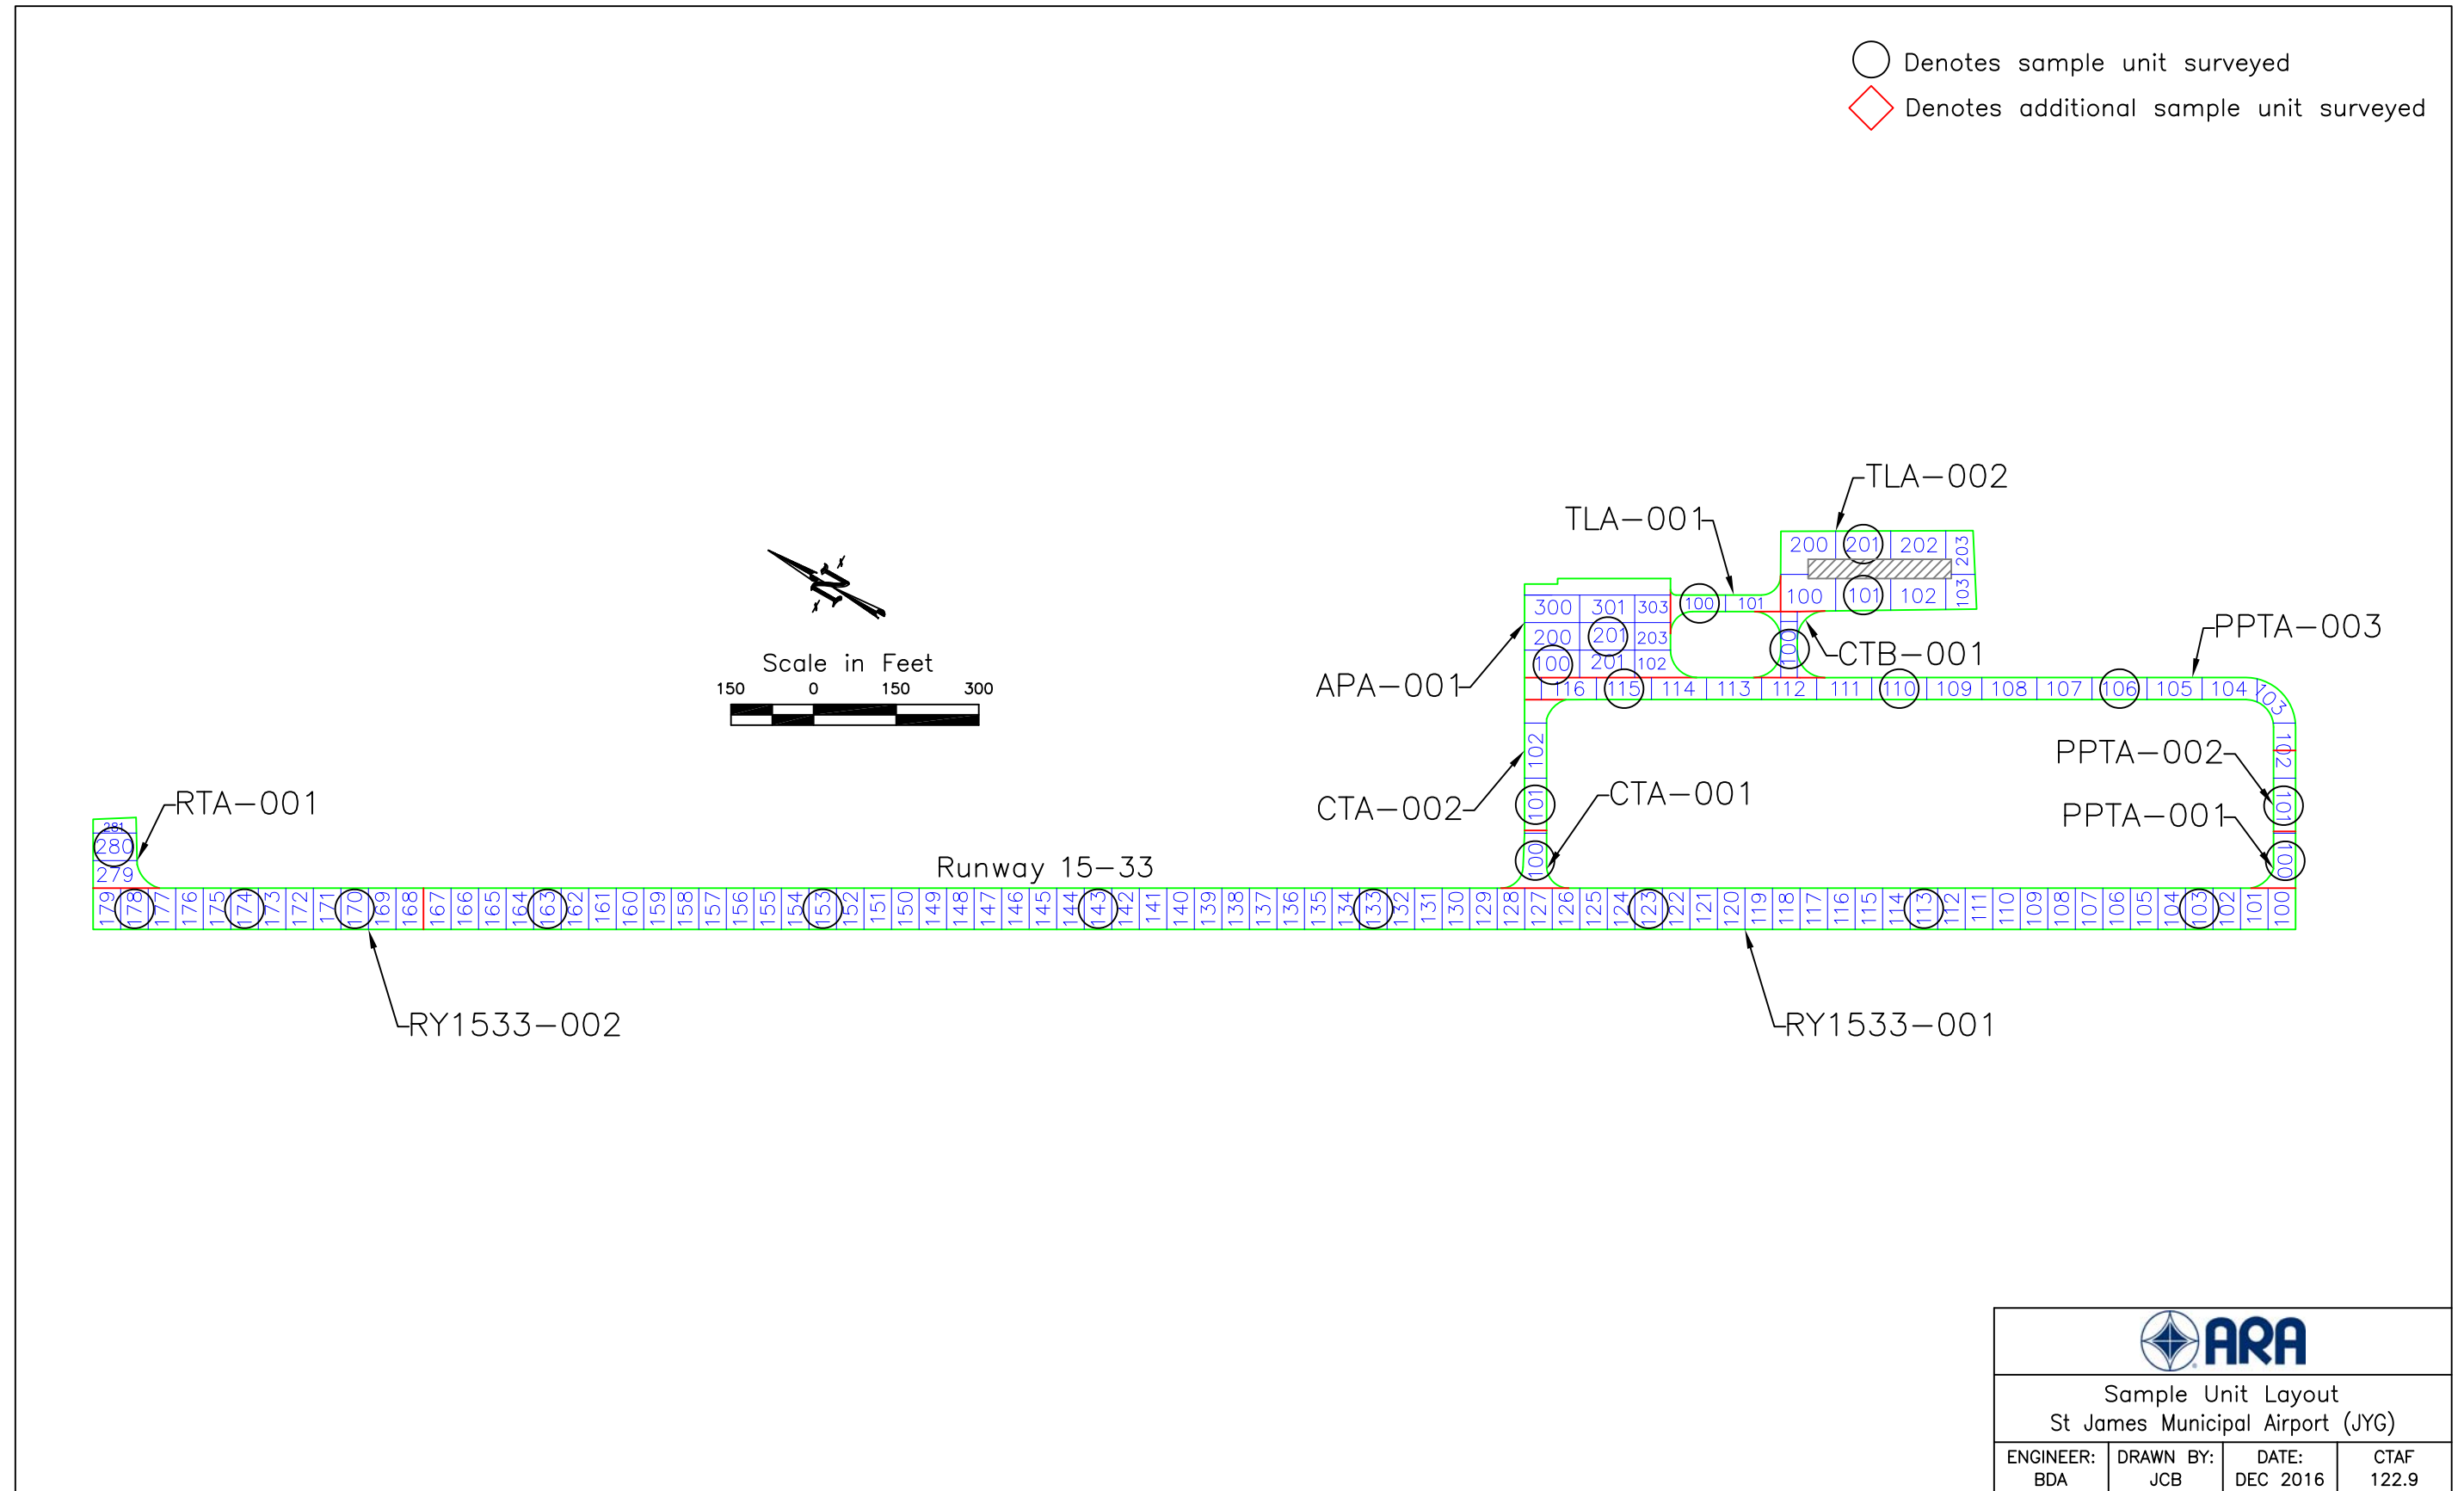 Denotes sample unit surveyed
Denotes additional sample unit surveyed
TLA-002
TLA-001
200 201 202 203
100 101 102 103
100 101
300 301 303
200 201 203
100 201 102
APA-001
100
CTB-001
PPTA-003
116 115 114 113 112 111 110 109 108 107 106 105 104 103
Scale in Feet
150 0 150 300
N
102
101
100
CTA-002
CTA-001
102
101
100
PPTA-002
PPTA-001
RTA-001
281
280
279
Runway 15-33
179 178 177 176 175 174 173 172 171 170 169 168 167 166 165 164 163 162 161 160 159 158 157 156 155 154 153 152 151 150 149 148 147 146 145 144 143 142 141 140 139 138 137 136 135 134 133 132 131 130 129 128 127 126 125 124 123 122 121 120 119 118 117 116 115 114 113 112 111 110 109 108 107 106 105 104 103 102 101 100
RY1533-002
RY1533-001
ARA
Sample Unit Layout
St James Municipal Airport (JYG)
ENGINEER: DRAWN BY: DATE: CTAF
BDA JCB DEC 2016 122.9